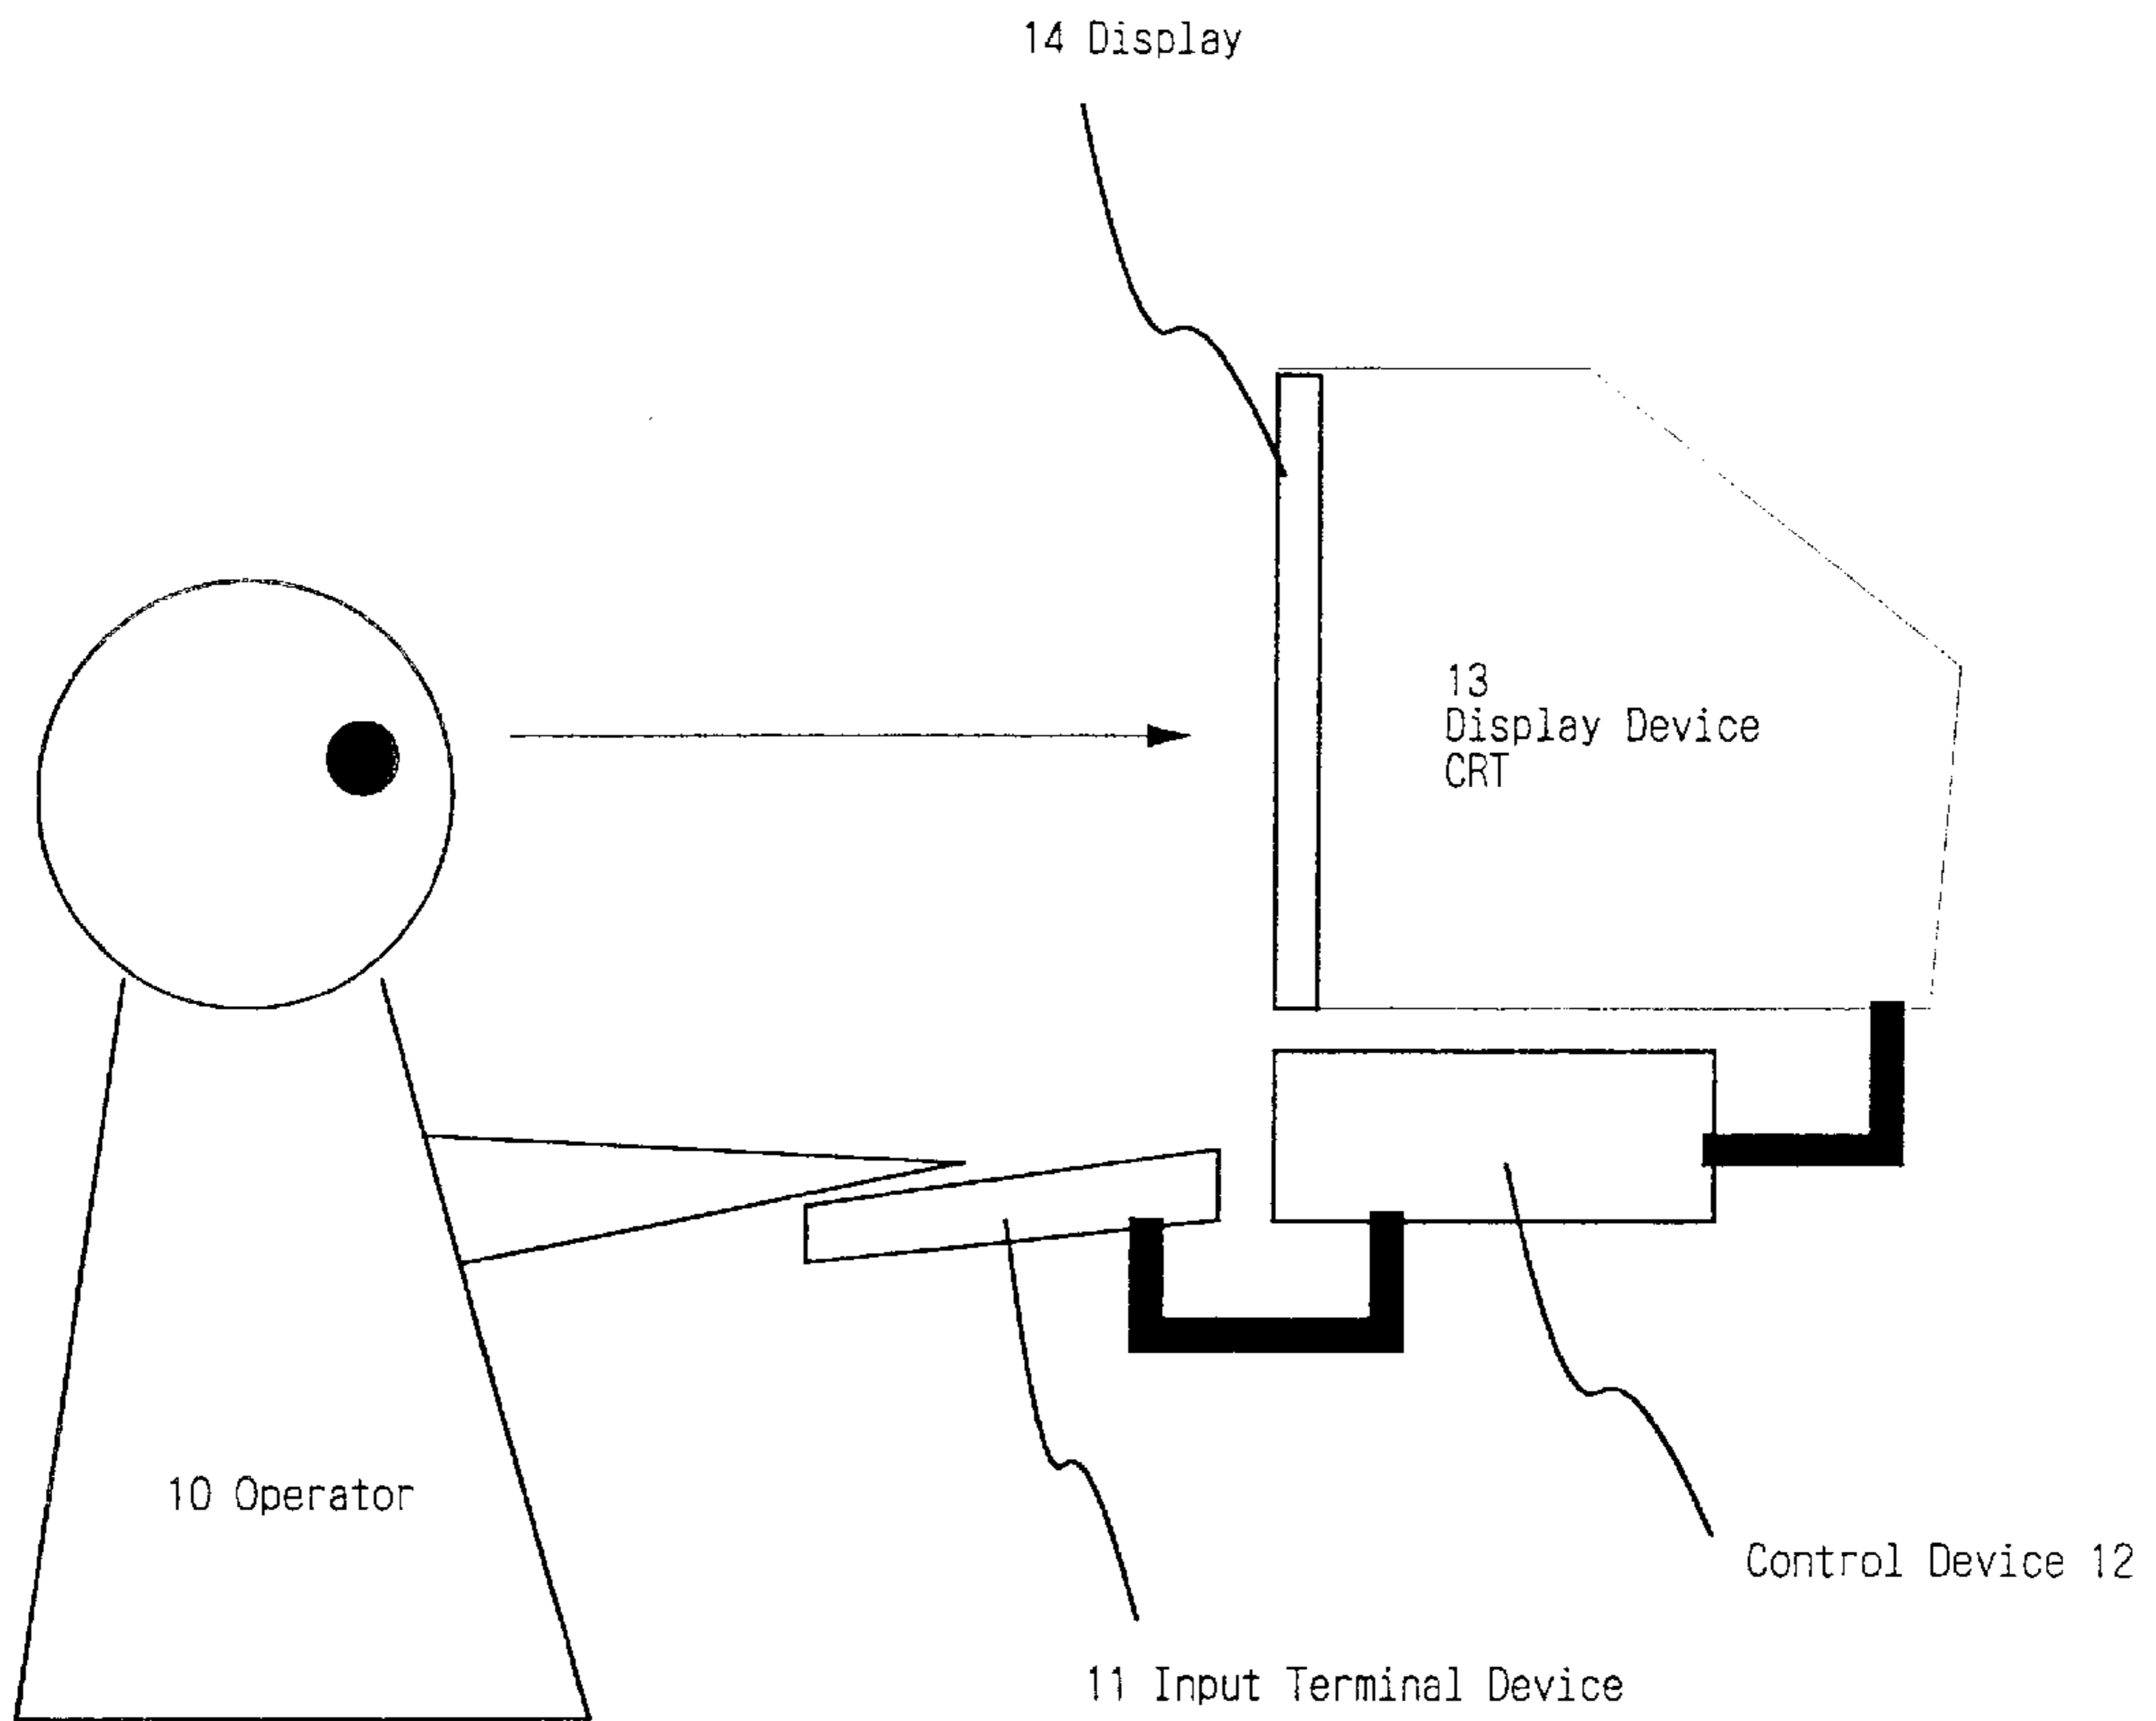 14 Display
13
Display Device
CRT
10 Operator
Control Device 12
11 Input Terminal Device